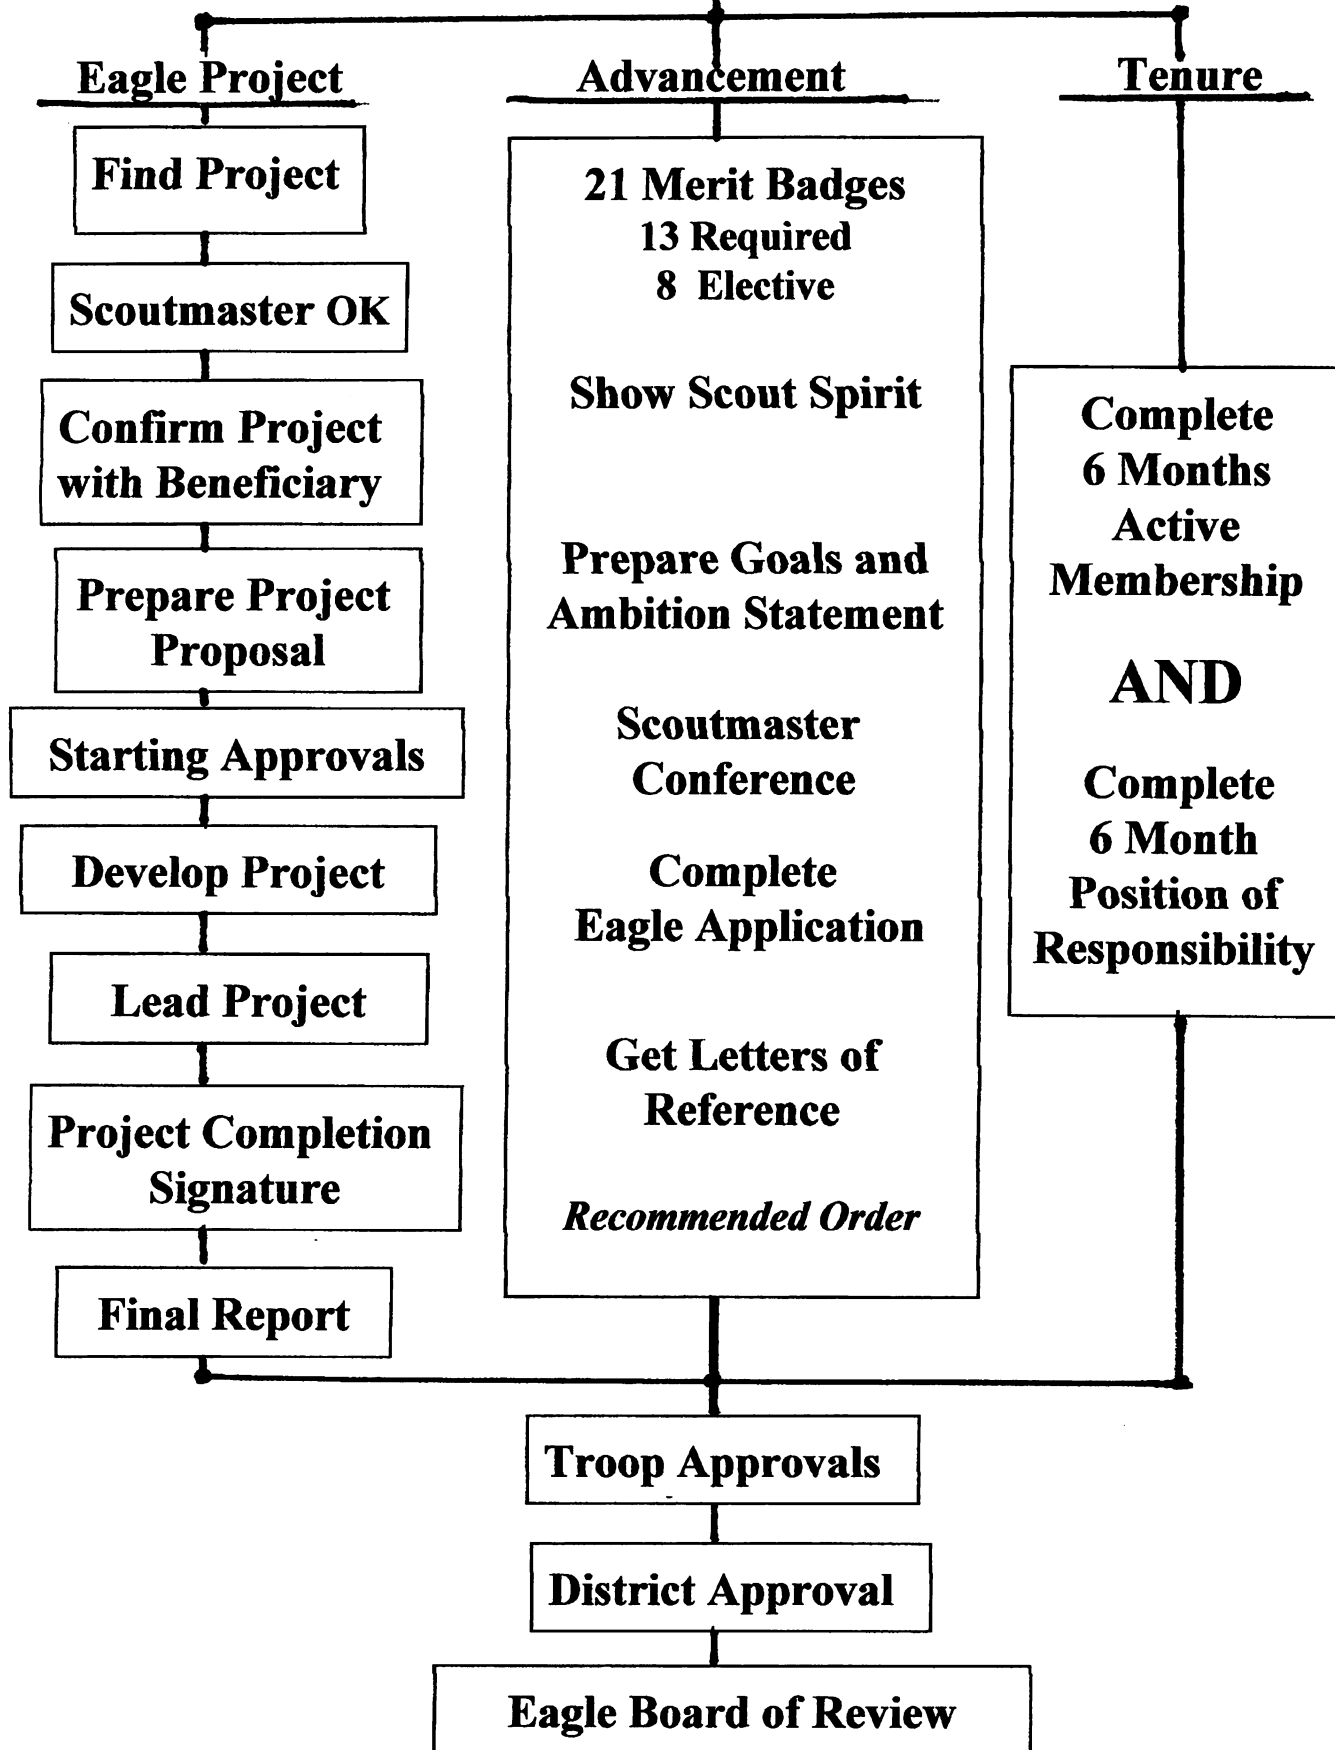 Eagle Project
Find Project
Scoutmaster OK
Confirm Project
with Beneficiary
Prepare Project
Proposal
Starting Approvals
Develop Project
Lead Project
Project Completion
Signature
Final Report
Advancement
21 Merit Badges
13 Required
8 Elective
Show Scout Spirit
Prepare Goals and
Ambition Statement
Scoutmaster
Conference
Complete
Eagle Application
Get Letters of
Reference
Recommended Order
Tenure
Complete
6 Months
Active
Membership
AND
Complete
6 Month
Position of
Responsibility
Troop Approvals
District Approval
Eagle Board of Review